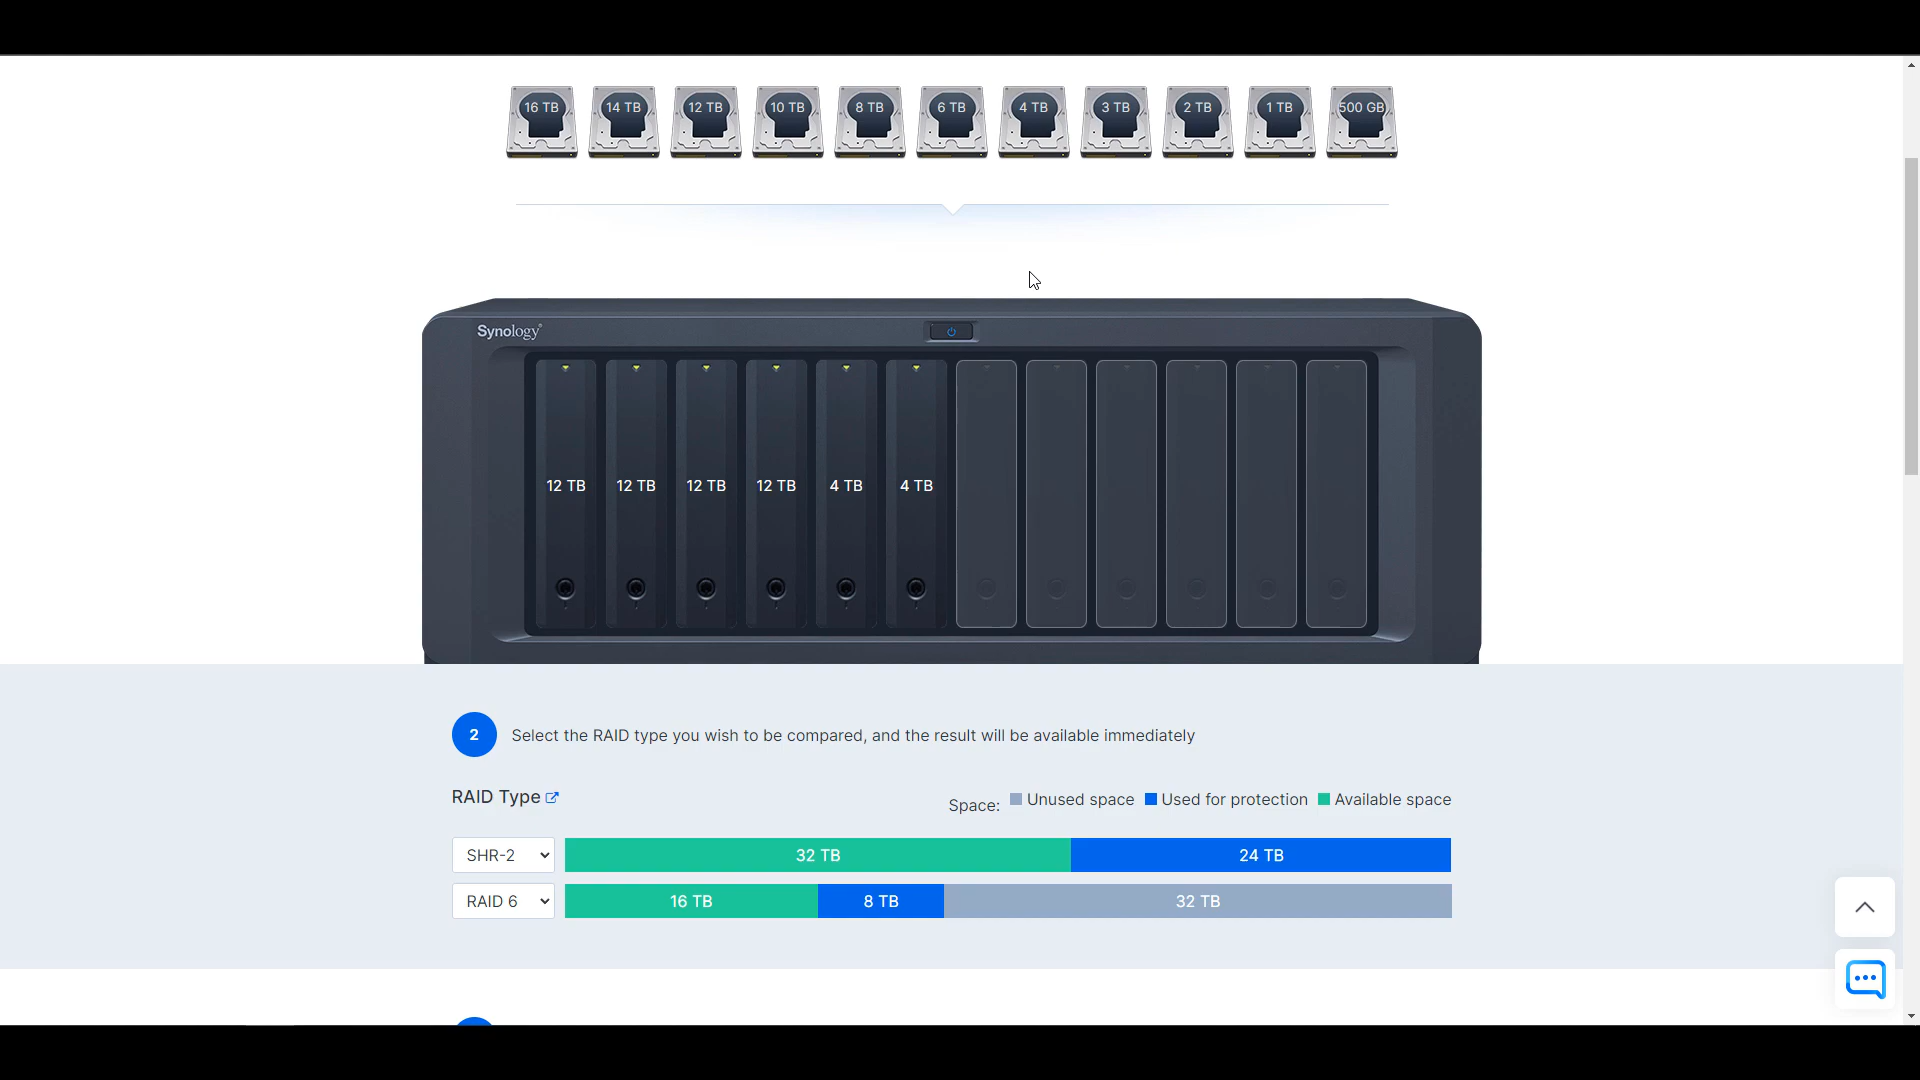 16 TB 14 TB 12 TB 10 TB 8 TB 6 TB 4 TB 3 TB 2 TB 1 TB 500 GB
Synology
12 TB 12 TB 12 TB 12 TB 4 TB 4 TB
2 Select the RAID type you wish to be compared, and the result will be available immediately
RAID Type
Space: Unused space Used for protection Available space
SHR-2 32 TB 24 TB
RAID 6 16 TB 8 TB 32 TB